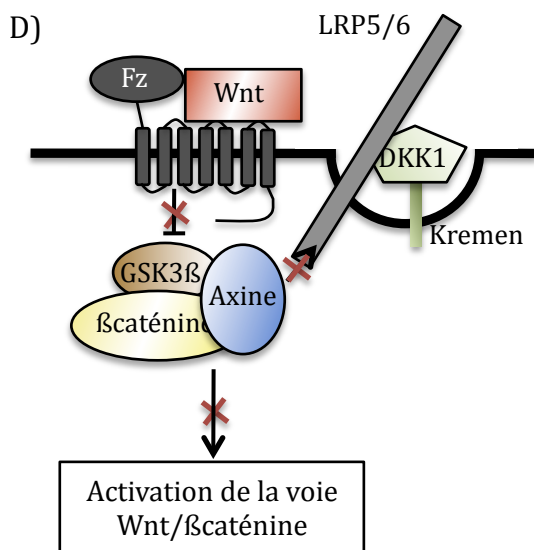 D)
LRP5/6
Fz
Wnt
DKK1
Kremen
GSK3ß
Axine
ßcaténine
Activation de la voie
Wnt/ßcaténine